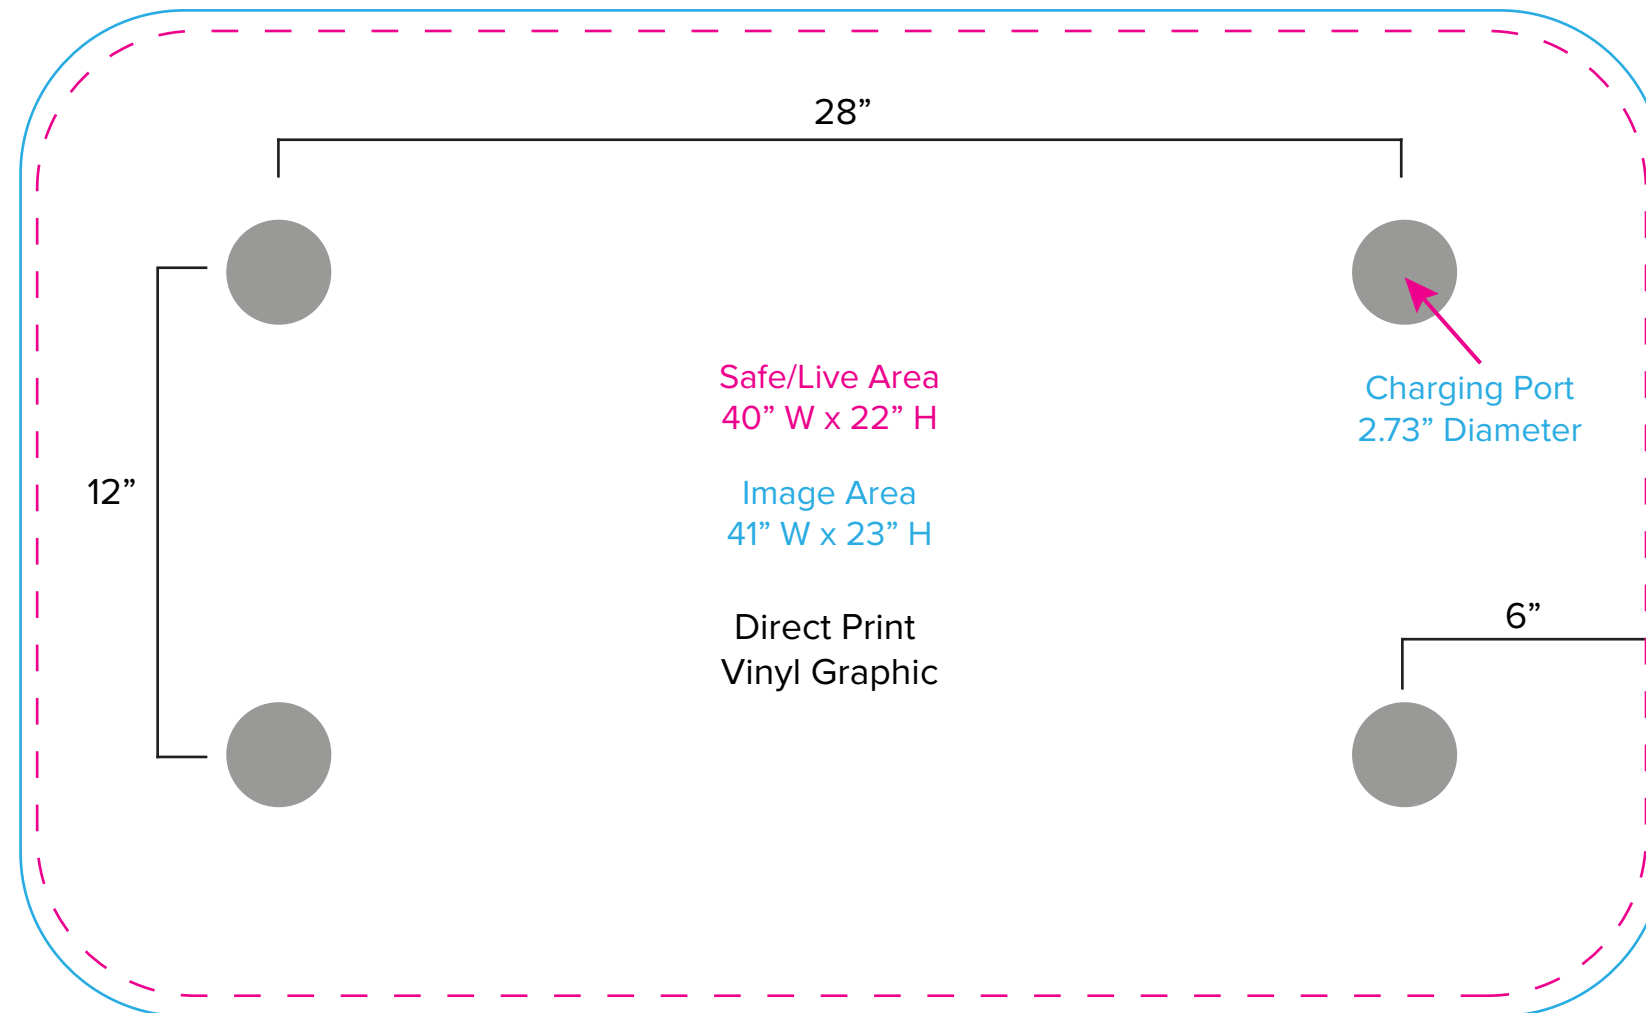 28”
Safe/Live Area
40” W x 22” H
Charging Port
2.73” Diameter
12”
Image Area
41” W x 23” H
6”
Direct Print
Vinyl Graphic